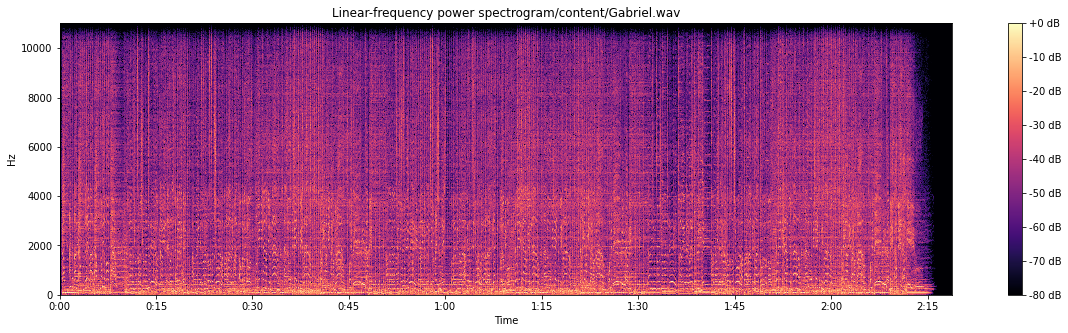 Linear-frequency power spectrogram/content/Gabriel.wav
Hz
10000
8000
6000
4000
2000
0
0:00 0:15 0:30 0:45 1:00 1:15 1:30 1:45 2:00 2:15
Time
+0 dB
-10 dB
-20 dB
-30 dB
-40 dB
-50 dB
-60 dB
-70 dB
-80 dB